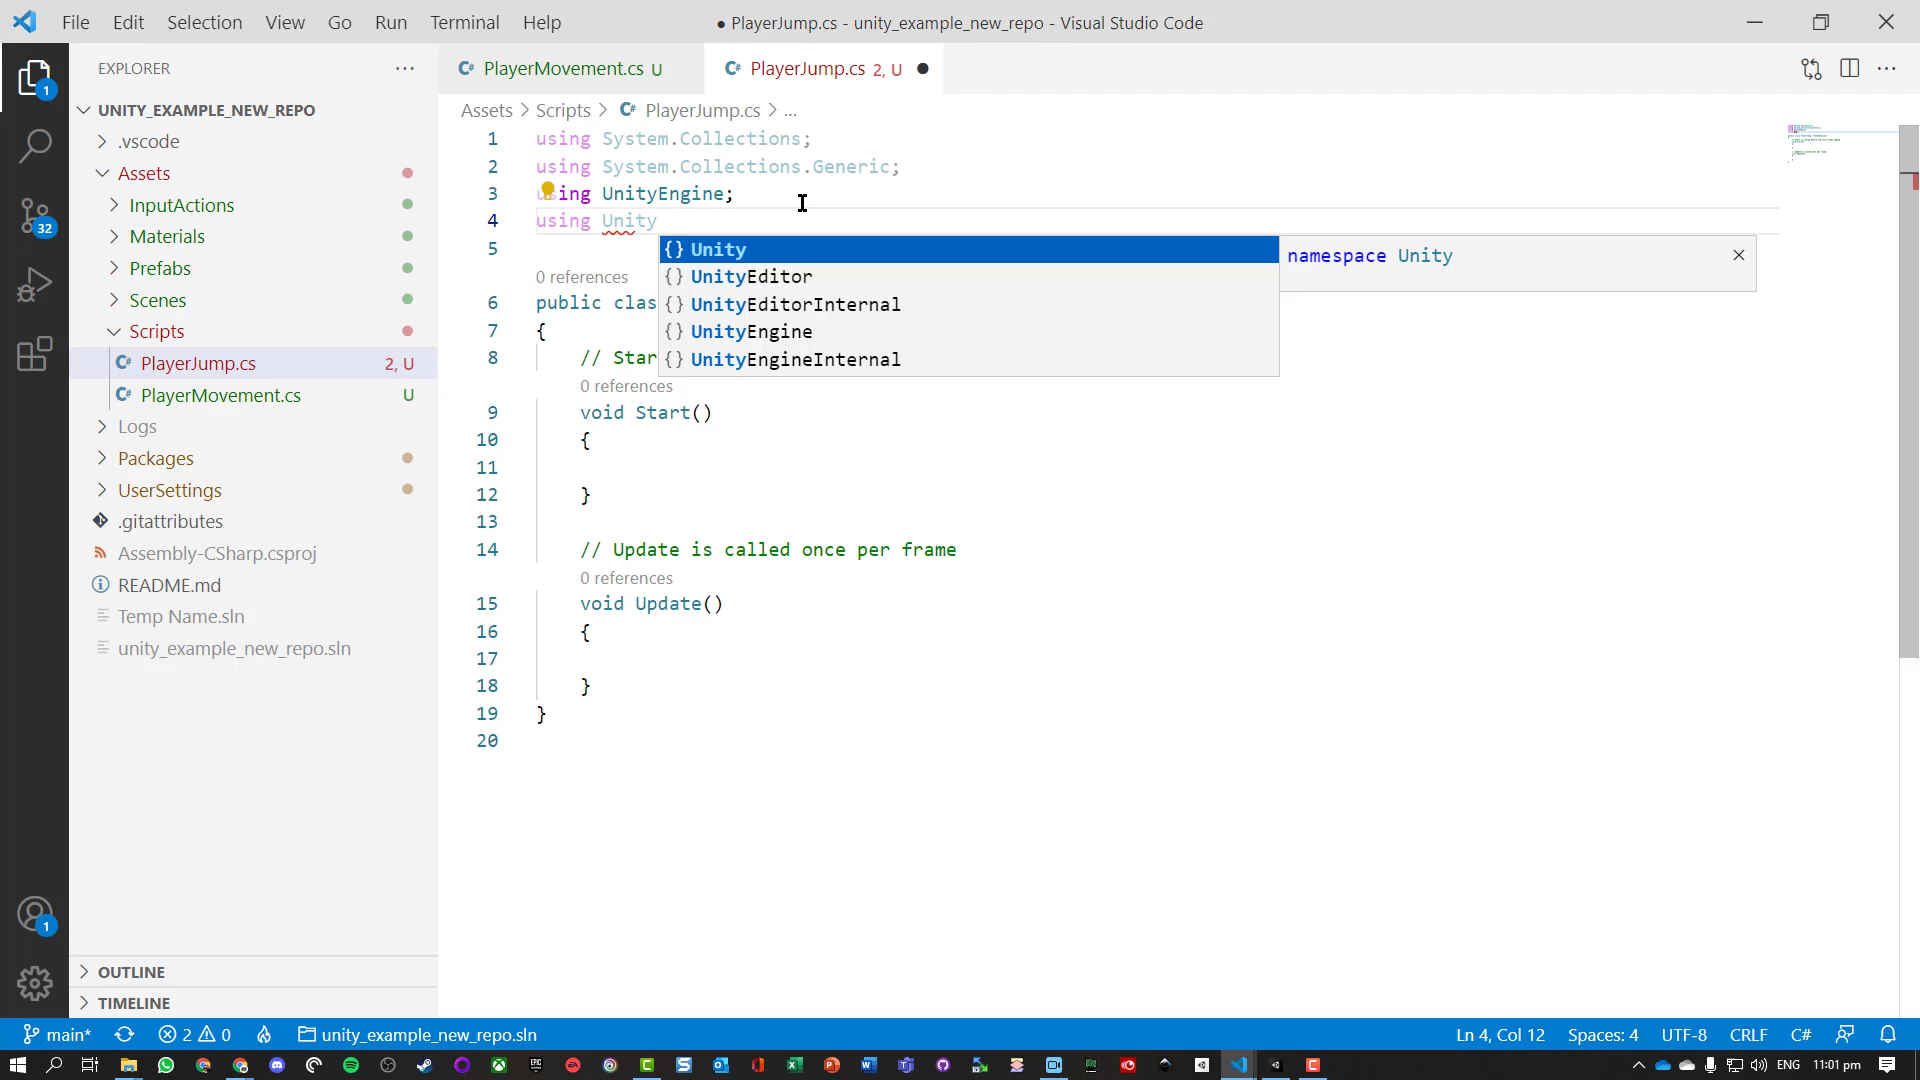 File Edit Selection View Go Run Terminal Help
● PlayerJump.cs - unity_example_new_repo - Visual Studio Code
EXPLORER
PlayerMovement.cs U
PlayerJump.cs 2, U
UNITY_EXAMPLE_NEW_REPO
.vscode
Assets
InputActions
Materials
Prefabs
Scenes
Scripts
PlayerJump.cs 2, U
PlayerMovement.cs U
Logs
Packages
UserSettings
.gitattributes
Assembly-CSharp.csproj
README.md
Temp Name.sln
unity_example_new_repo.sln
OUTLINE
TIMELINE
1
32
1
Assets > Scripts > PlayerJump.cs > ...
1 using System.Collections;
2 using System.Collections.Generic;
3 using UnityEngine;
4 using Unity
5
0 references
6 public clas
7 {
8 // Star
0 references
9 void Start()
10 {
11
12 }
13
14 // Update is called once per frame
0 references
15 void Update()
16 {
17
18 }
19 }
20
{} Unity
{} UnityEditor
{} UnityEditorInternal
{} UnityEngine
{} UnityEngineInternal
namespace Unity
main* 2 0 unity_example_new_repo.sln Ln 4, Col 12 Spaces: 4 UTF-8 CRLF C#
ENG 11:01 pm